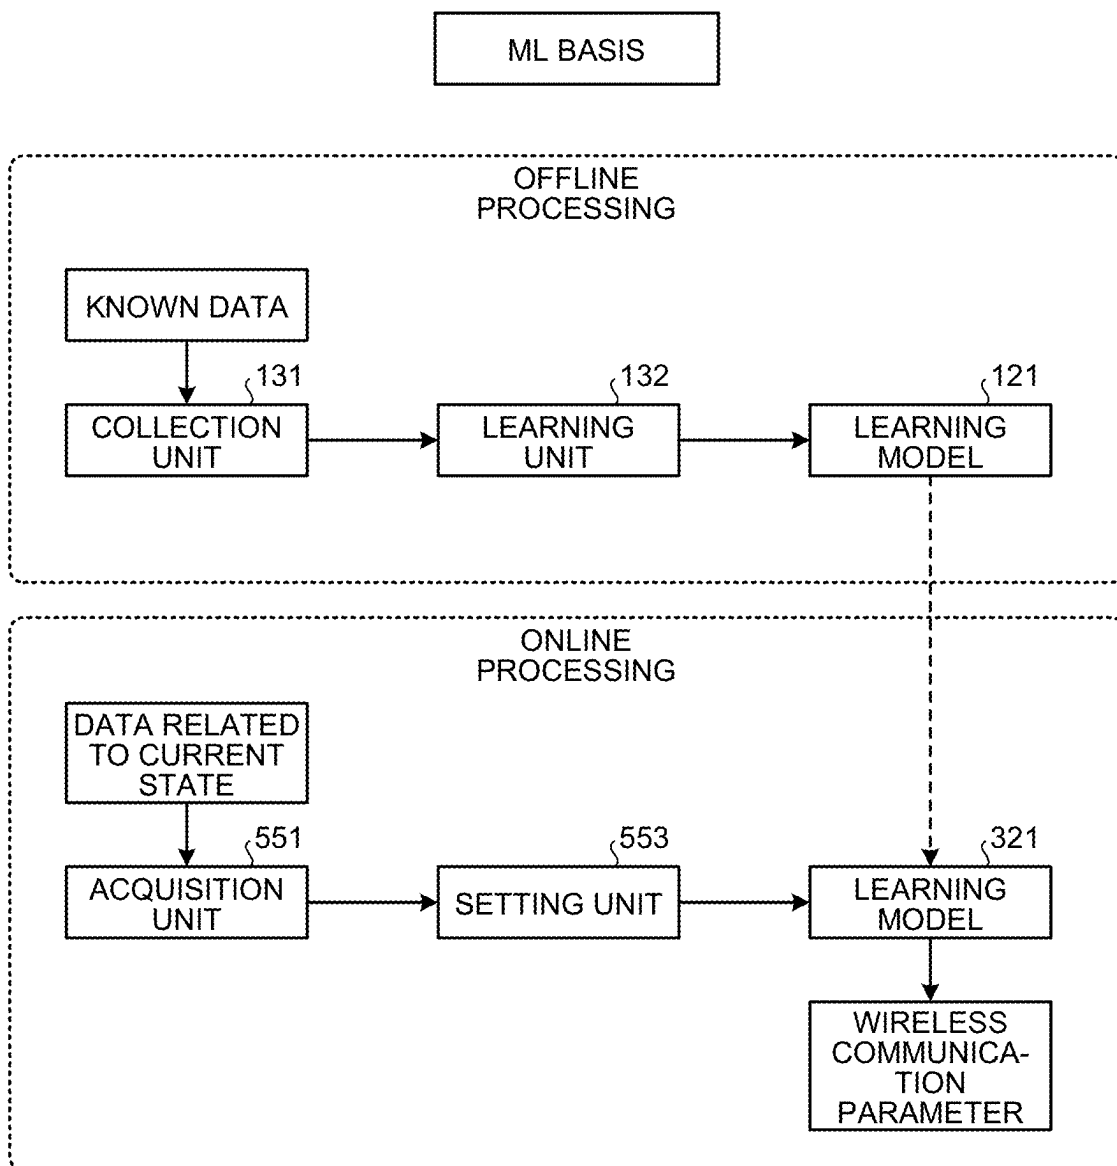 ML BASIS
OFFLINE
PROCESSING
KNOWN DATA
131
COLLECTION
UNIT
132
LEARNING
UNIT
121
LEARNING
MODEL
ONLINE
PROCESSING
DATA RELATED
TO CURRENT
STATE
551
ACQUISITION
UNIT
553
SETTING UNIT
321
LEARNING
MODEL
WIRELESS
COMMUNICA-
TION
PARAMETER